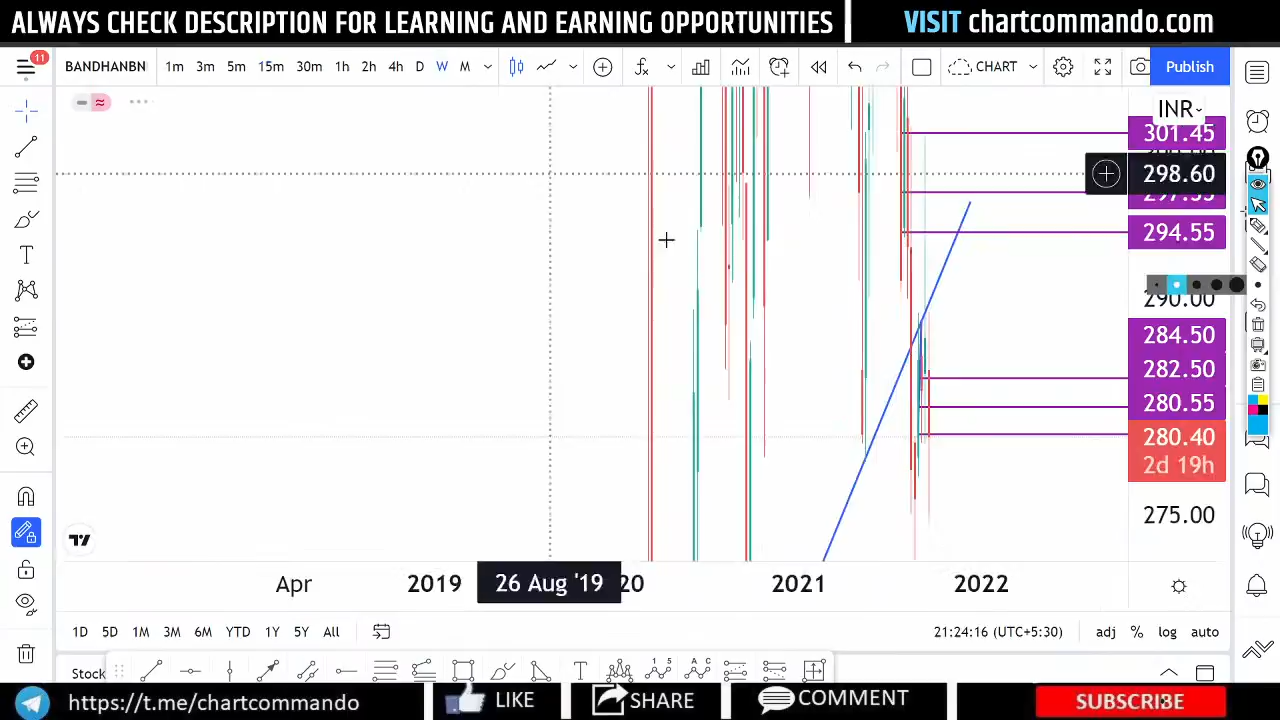 ALWAYS CHECK DESCRIPTION FOR LEARNING AND EARNING OPPORTUNITIES
VISIT chartcommando.com
11
BANDHANBN 1m 3m 5m 15m 30m 1h 2h 4h D W M CHART Publish
INR
301.45
298.60
294.55
290.00
284.50
282.50
280.55
280.40
2d 19h
275.00
Apr 2019 26 Aug '19 20 2021 2022
1D 5D 1M 3M 6M YTD 1Y 5Y All 21:24:16 (UTC+5:30) adj % log auto
Stock
https://t.me/chartcommando LIKE SHARE COMMENT SUBSCRIBE